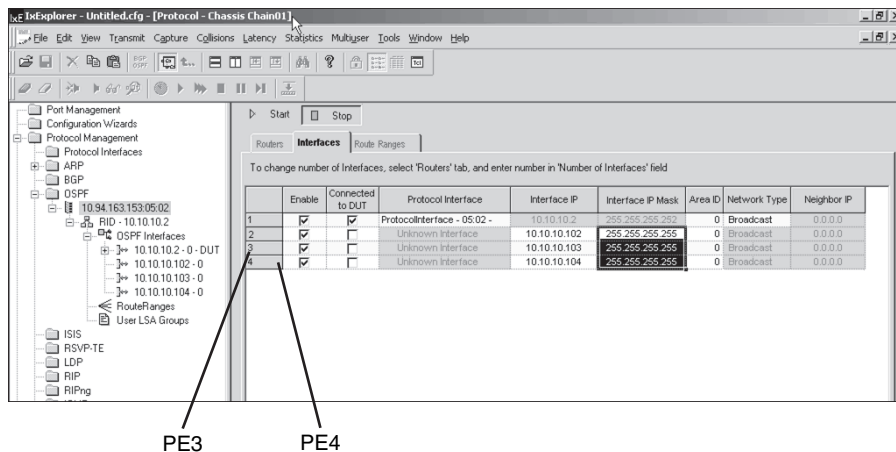 IxExplorer - Untitled.cfg - [Protocol - Chassis Chain01]
File Edit View Transmit Capture Collisions Latency Statistics Multiuser Tools Window Help
BGP OSPF
Tcl
Start Stop
Port Management
Configuration Wizards
Protocol Management
Protocol Interfaces
ARP
BGP
OSPF
10.94.163.153:05:02
RID - 10.10.10.2
OSPF Interfaces
10.10.10.2 - 0 - DUT
10.10.10.102 - 0
10.10.10.103 - 0
10.10.10.104 - 0
RouteRanges
User LSA Groups
ISIS
RSVP-TE
LDP
RIP
RIPng
Routers Interfaces Route Ranges
To change number of Interfaces, select 'Routers' tab, and enter number in 'Number of Interfaces' field
Enable Connected to DUT Protocol Interface Interface IP Interface IP Mask Area ID Network Type Neighbor IP
1 ProtocolInterface - 05:02 - 10.10.10.2 255.255.255.252 0 Broadcast 0.0.0.0
2 Unknown Interface 10.10.10.102 255.255.255.255 0 Broadcast 0.0.0.0
3 Unknown Interface 10.10.10.103 255.255.255.255 0 Broadcast 0.0.0.0
4 Unknown Interface 10.10.10.104 255.255.255.255 0 Broadcast 0.0.0.0
PE3 PE4